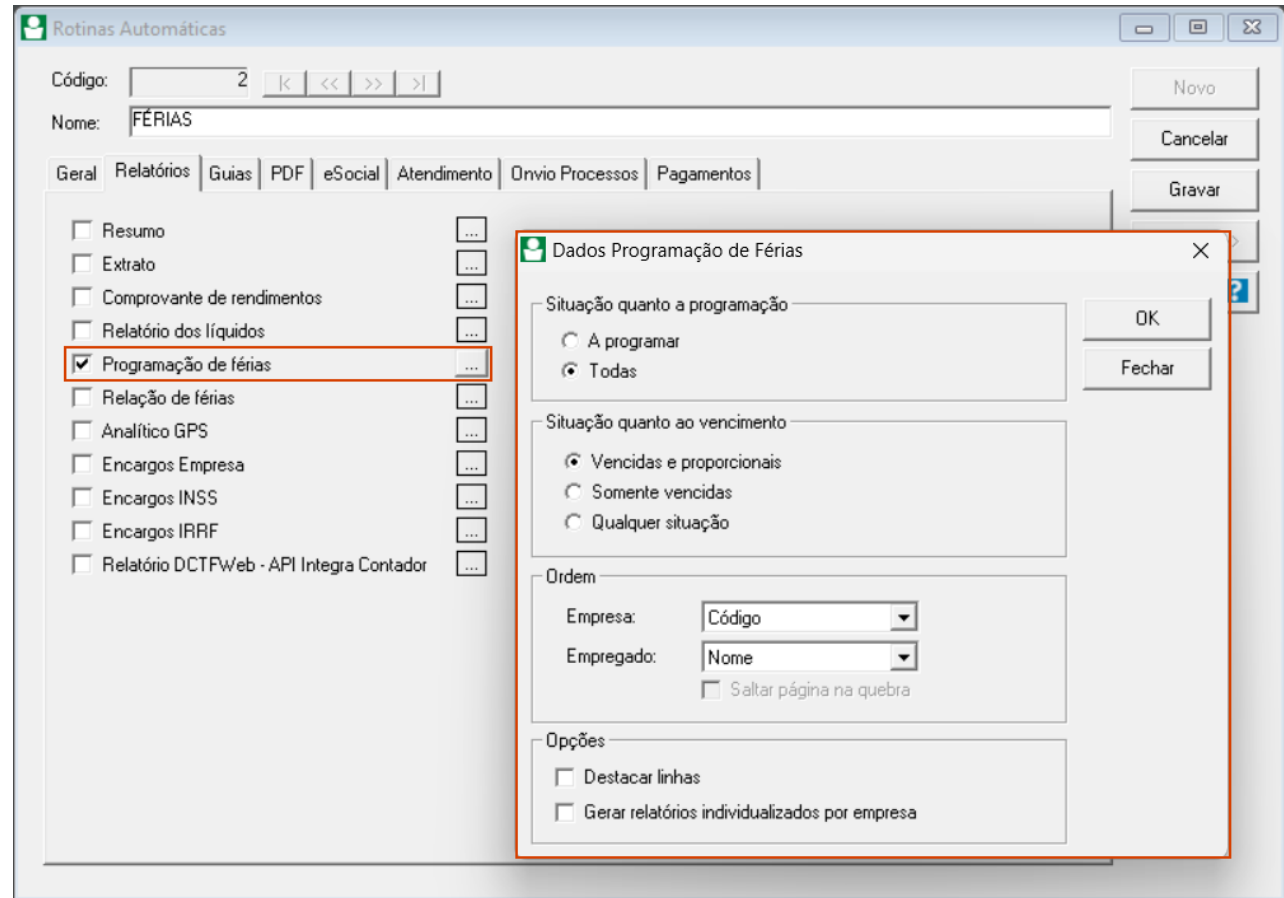 Rotinas Automáticas
Código: 2 |< << >> >|
Novo
Nome: FÉRIAS
Cancelar
Geral Relatórios Guias PDF eSocial Atendimento Onvio Processos Pagamentos
Gravar
Resumo ...
Extrato ...
Comprovante de rendimentos ...
Relatório dos líquidos ...
Programação de férias ...
Relação de férias ...
Analítico GPS ...
Encargos Empresa ...
Encargos INSS ...
Encargos IRRF ...
Relatório DCTFWeb - API Integra Contador ...
Dados Programação de Férias
Situação quanto a programação
A programar
Todas
OK
Fechar
Situação quanto ao vencimento
Vencidas e proporcionais
Somente vencidas
Qualquer situação
Ordem
Empresa: Código
Empregado: Nome
Saltar página na quebra
Opções
Destacar linhas
Gerar relatórios individualizados por empresa
> 
?